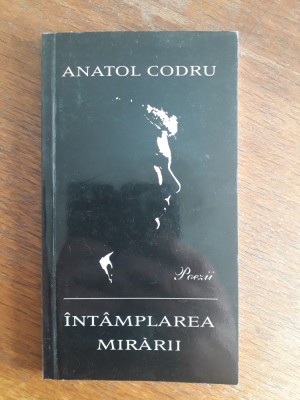 ANATOL CODRU
Poezii
ÎNTÂMPLAREA
MIRĂRII